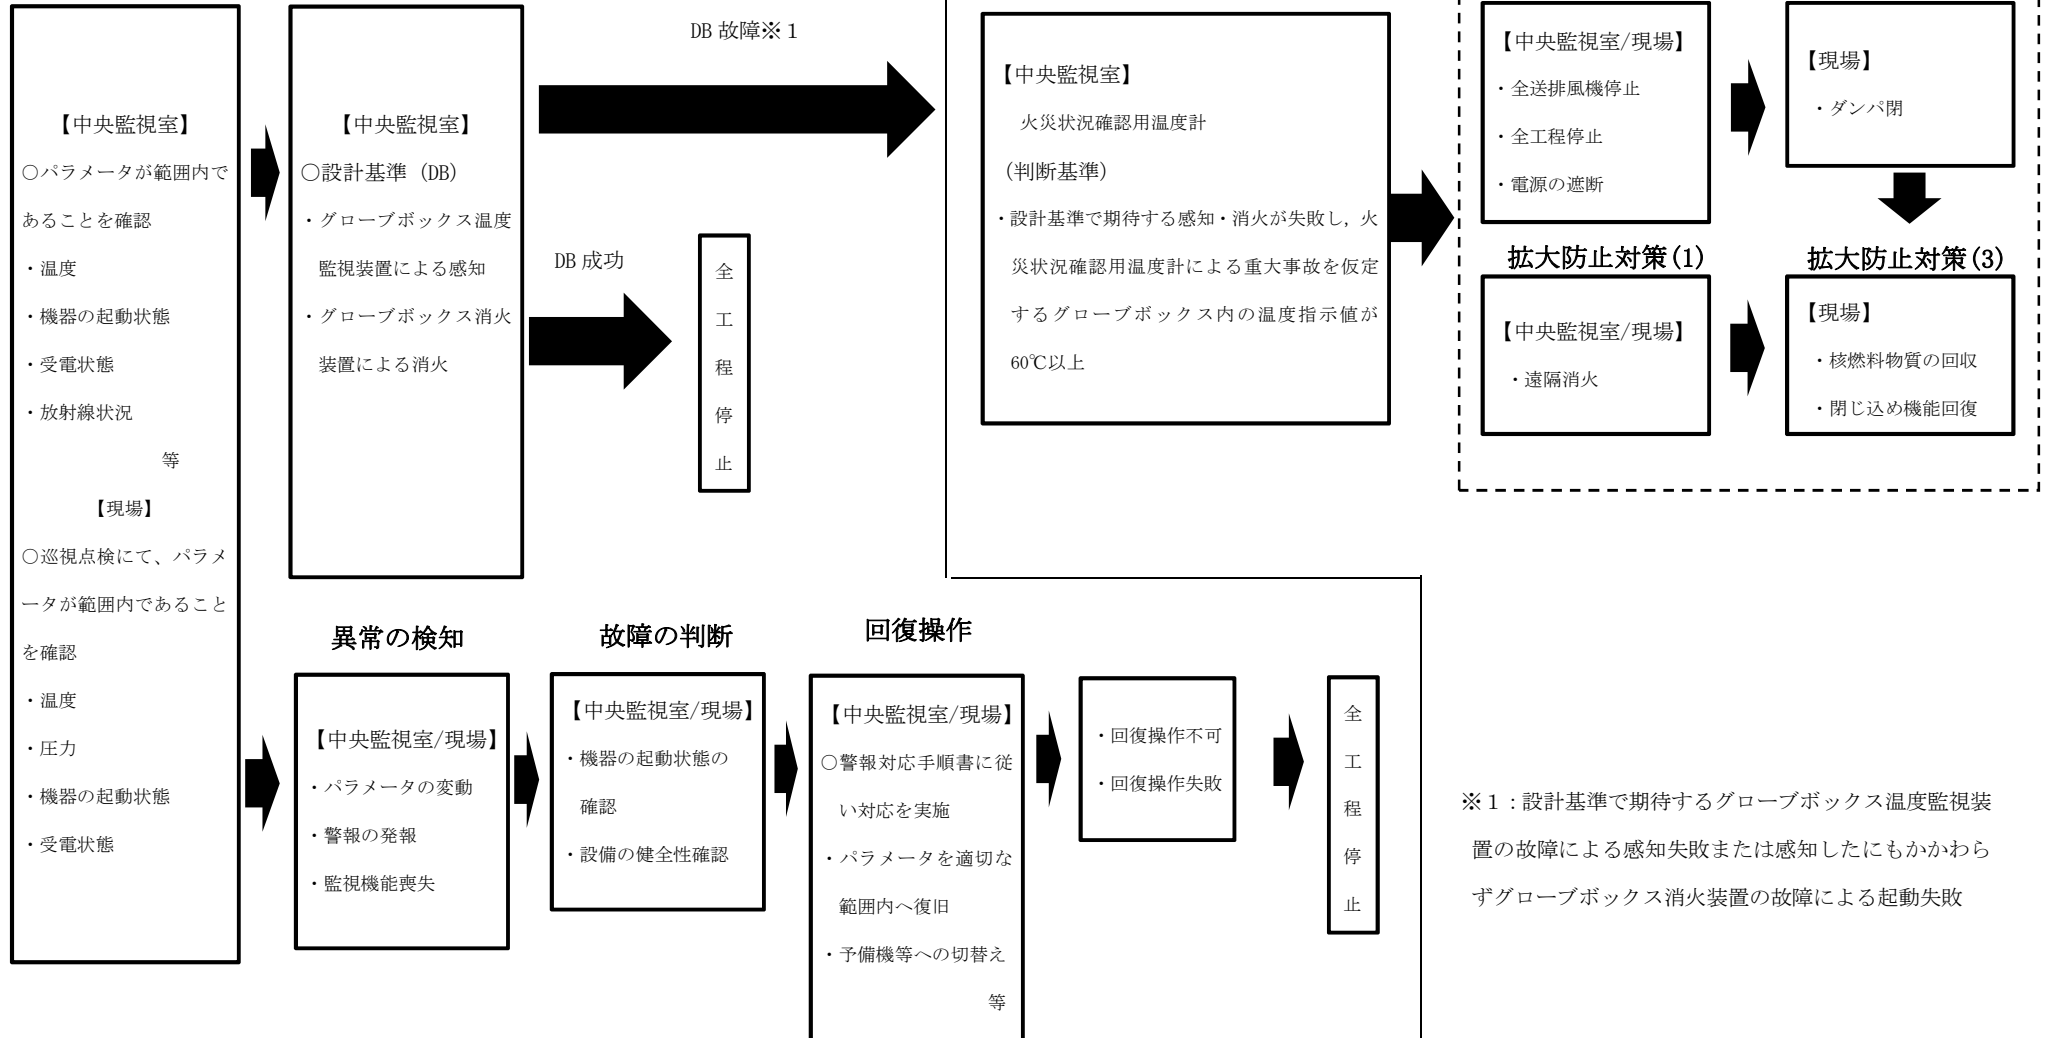 【中央監視室】
○パラメータが範囲内で
あることを確認
・温度
・機器の起動状態
・受電状態
・放射線状況
等
【現場】
○巡視点検にて、パラメ
ータが範囲内であること
を確認
・温度
・圧力
・機器の起動状態
・受電状態
【中央監視室】
○設計基準（DB）
・グローブボックス温度
監視装置による感知
・グローブボックス消火
装置による消火
DB 故障※１
DB 成功
全
工
程
停
止
【中央監視室】
火災状況確認用温度計
（判断基準）
・設計基準で期待する感知・消火が失敗し，火
災状況確認用温度計による重大事故を仮定
するグローブボックス内の温度指示値が
60℃以上
【中央監視室/現場】
・全送排風機停止
・全工程停止
・電源の遮断
【現場】
・ダンパ閉
拡大防止対策(1)
【中央監視室/現場】
・遠隔消火
拡大防止対策(3)
【現場】
・核燃料物質の回収
・閉じ込め機能回復
異常の検知
【中央監視室/現場】
・パラメータの変動
・警報の発報
・監視機能喪失
故障の判断
【中央監視室/現場】
・機器の起動状態の
確認
・設備の健全性確認
回復操作
【中央監視室/現場】
○警報対応手順書に従
い対応を実施
・パラメータを適切な
範囲内へ復旧
・予備機等への切替え
等
・回復操作不可
・回復操作失敗
全
工
程
停
止
※１：設計基準で期待するグローブボックス温度監視装
置の故障による感知失敗または感知したにもかかわら
ずグローブボックス消火装置の故障による起動失敗